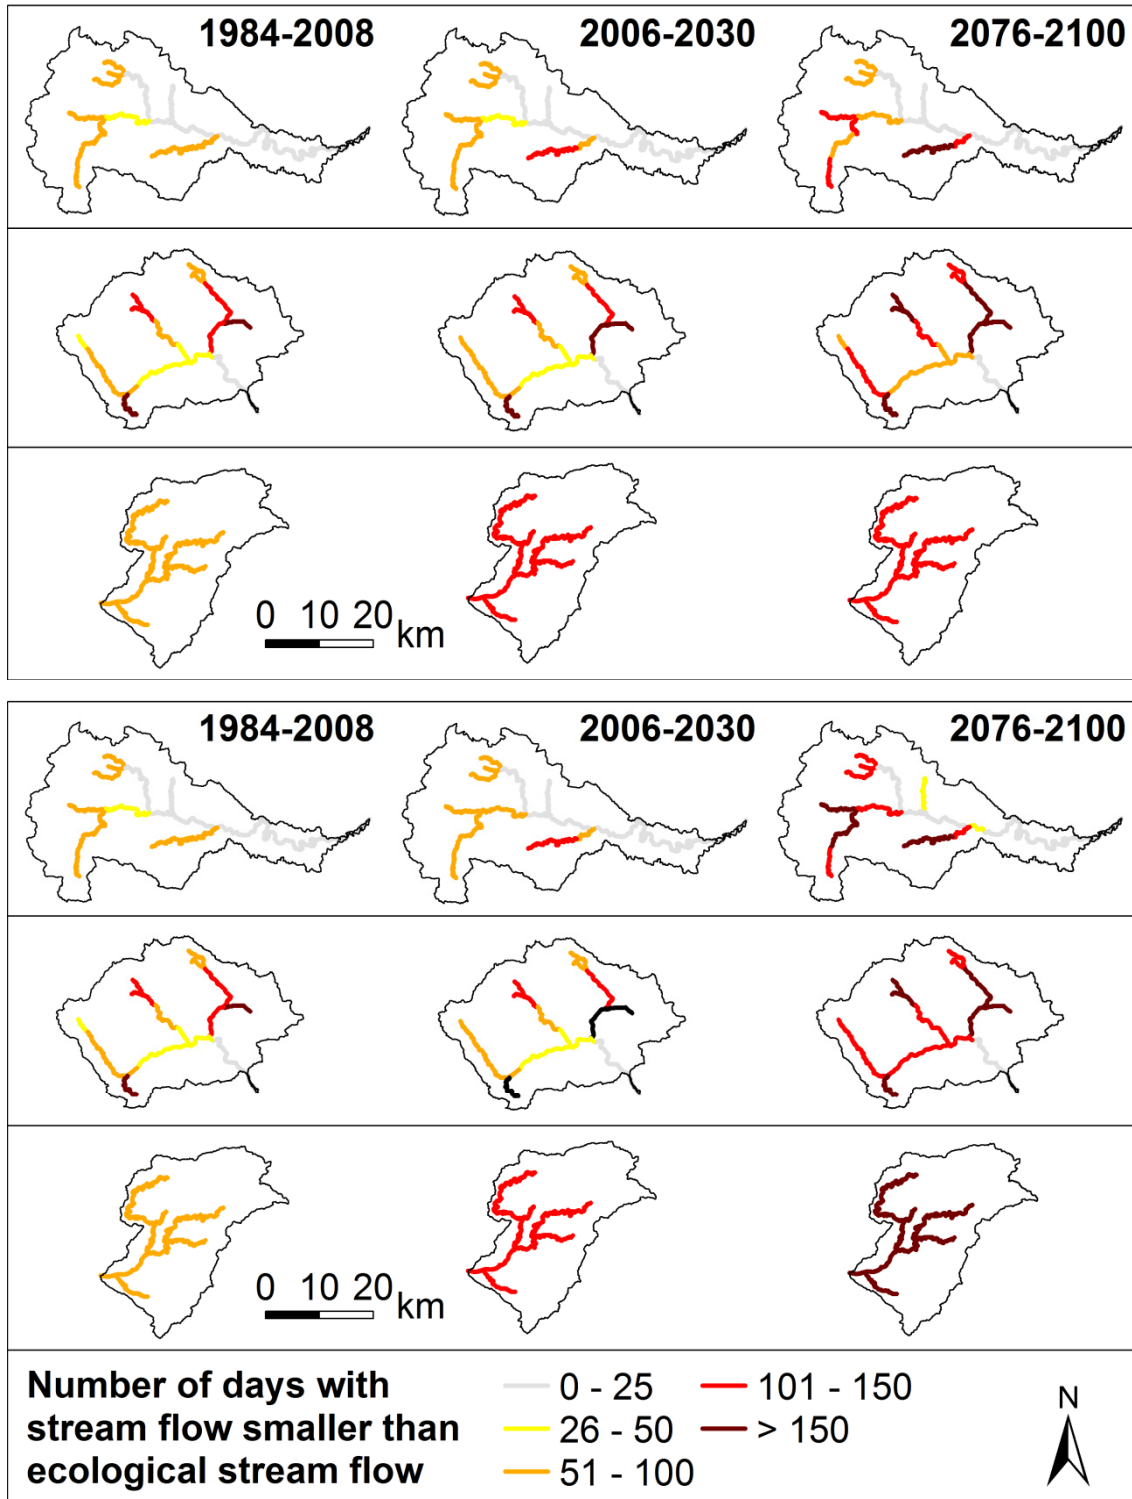 1984-2008 2006-2030 2076-2100
0 10 20
km
1984-2008 2006-2030 2076-2100
0 10 20
km
Number of days with
stream flow smaller than
ecological stream flow
0 - 25
26 - 50
51 - 100
101 - 150
> 150
N